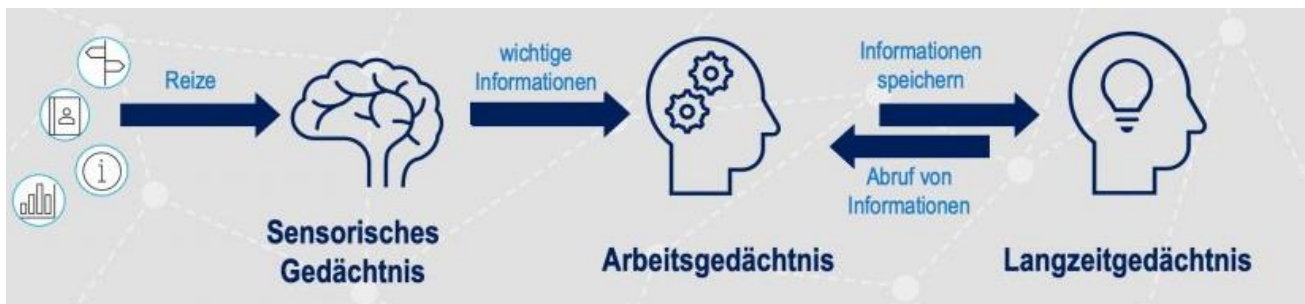 Reize
Sensorisches
Gedächtnis
wichtige
Informationen
Arbeitsgedächtnis
Informationen
speichern
Abruf von
Informationen
Langzeitgedächtnis
i